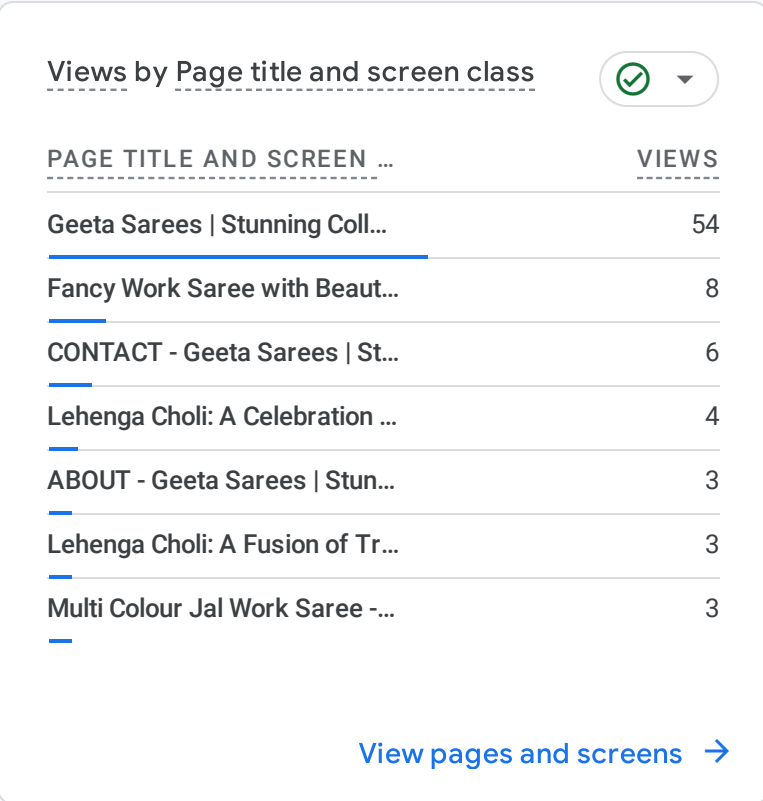 Views by Page title and screen class
PAGE TITLE AND SCREEN ... VIEWS
Geeta Sarees | Stunning Coll... 54
Fancy Work Saree with Beaut... 8
CONTACT - Geeta Sarees | St... 6
Lehenga Choli: A Celebration ... 4
ABOUT - Geeta Sarees | Stun... 3
Lehenga Choli: A Fusion of Tr... 3
Multi Colour Jal Work Saree -... 3
View pages and screens